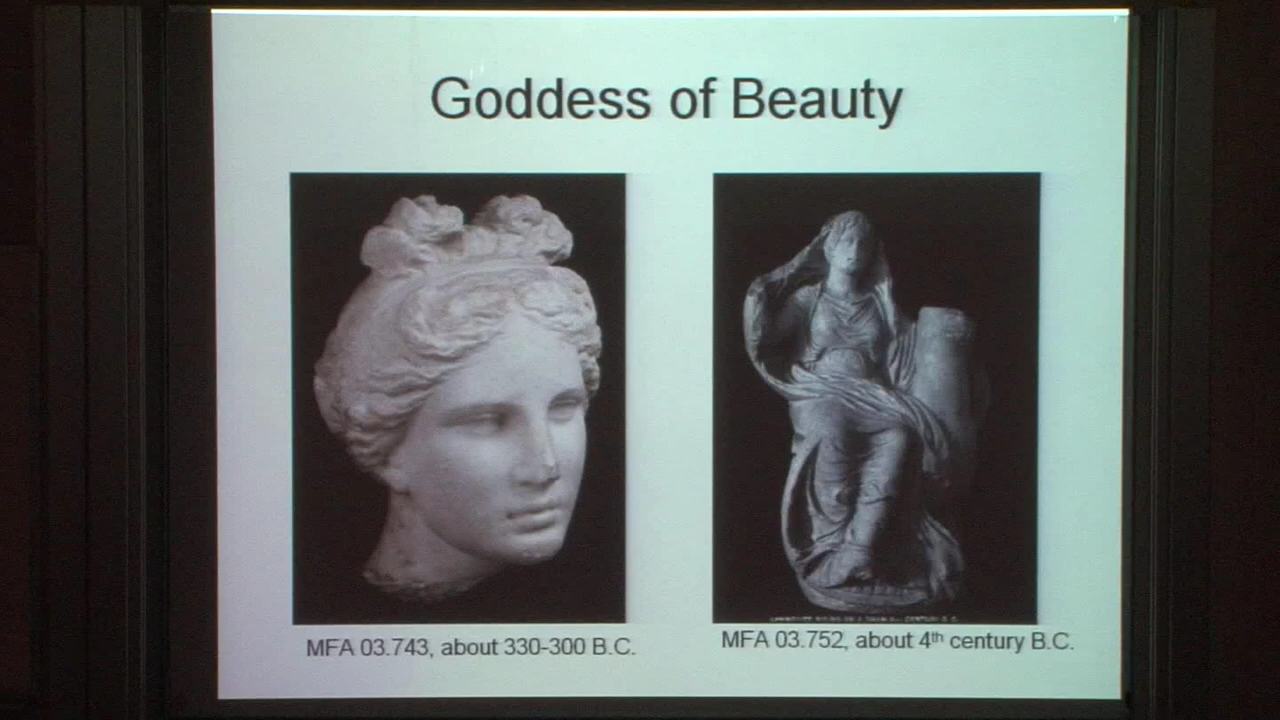 Goddess of Beauty
MFA 03.743, about 330-300 B.C.
MFA 03.752, about 4th century B.C.